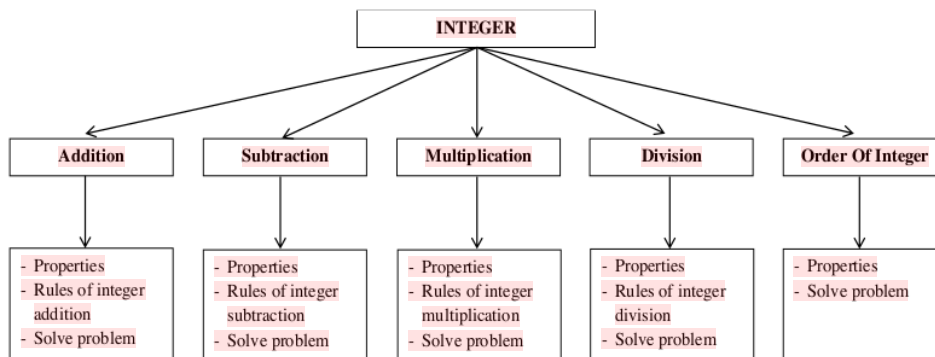 INTEGER
Addition
Subtraction
Multiplication
Division
Order Of Integer
- Properties
- Rules of integer
addition
- Solve problem
- Properties
- Rules of integer
subtraction
- Solve problem
- Properties
- Rules of integer
multiplication
- Solve problem
- Properties
- Rules of integer
division
- Solve problem
- Properties
- Solve problem